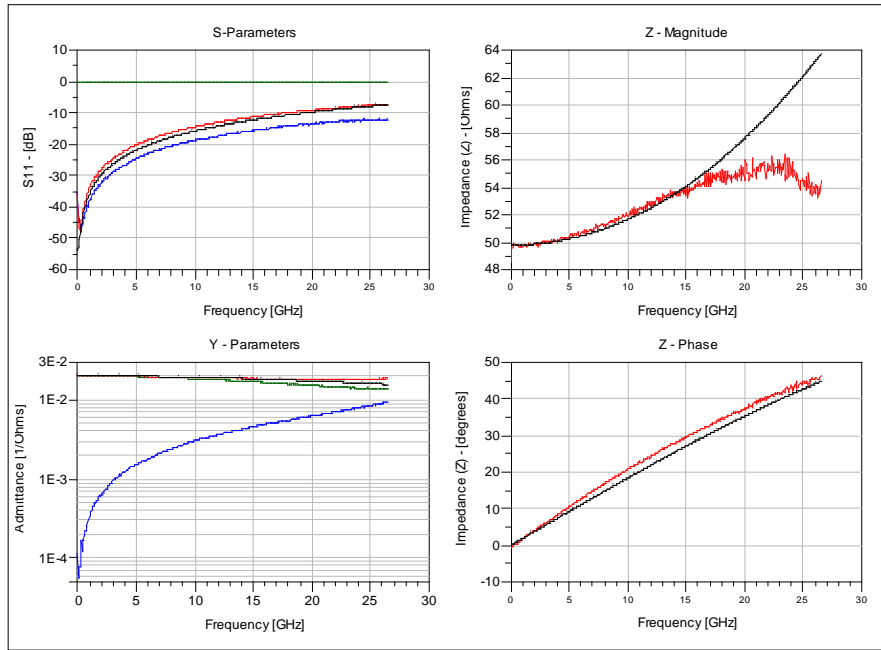 S-Parameters
10
0
-10
-20
-30
-40
-50
-60
S11 - [dB]
0 5 10 15 20 25 30
Frequency [GHz]
Z - Magnitude
64
62
60
58
56
54
52
50
48
Impedance (Z) - [Ohms]
0 5 10 15 20 25 30
Frequency [GHz]
Y - Parameters
3E-2
1E-2
1E-3
1E-4
Admittance [1/Ohms]
0 5 10 15 20 25 30
Frequency [GHz]
Z - Phase
50
40
30
20
10
0
-10
Impedance (Z) - [degrees]
0 5 10 15 20 25 30
Frequency [GHz]